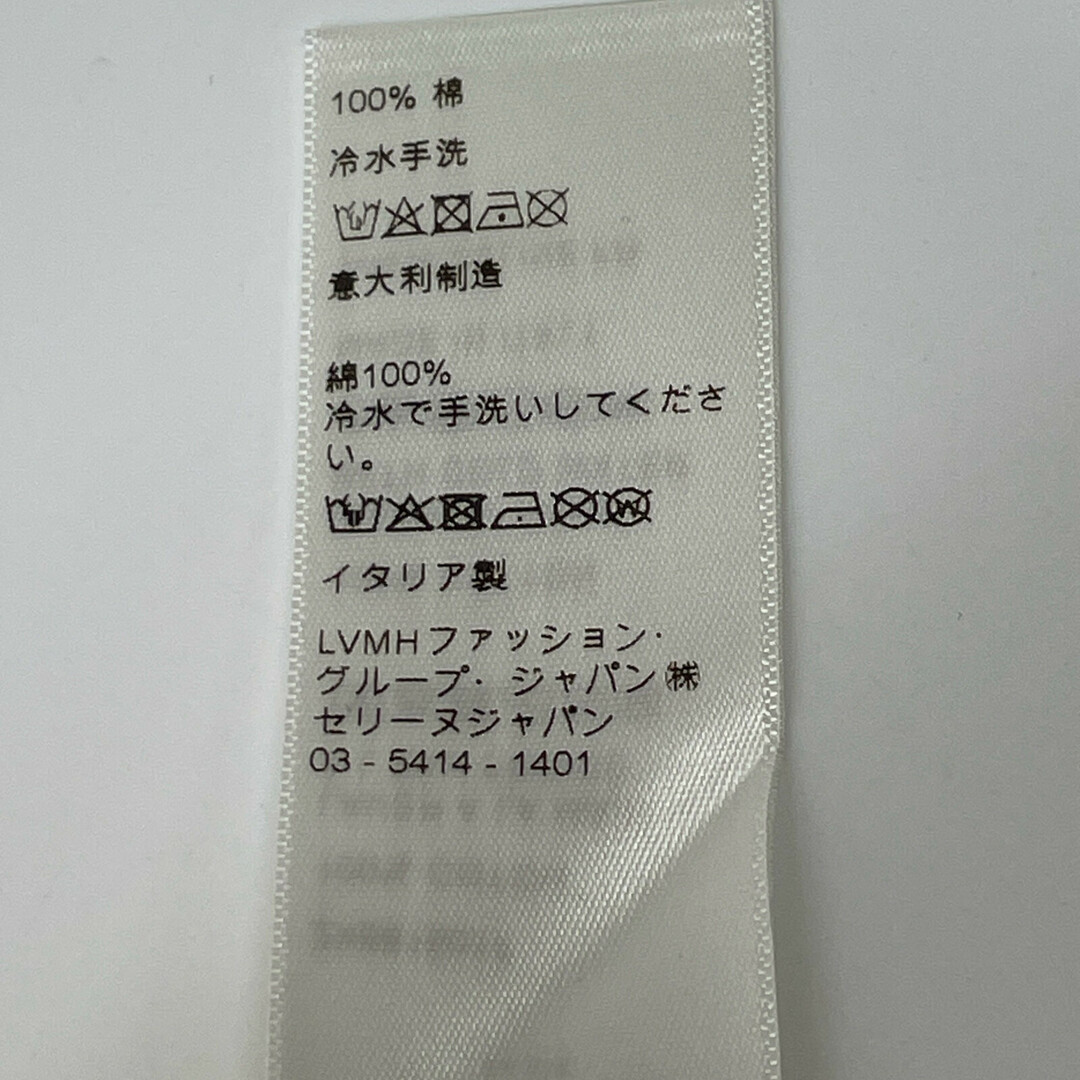 100% 棉
冷水手洗
意大利制造
綿100%
冷水で手洗いしてくださ
い。
W
イタリア製
LVMHファッション·
グループ· ジャパン㈱
セリーヌジャパン
03 - 5414 - 1401